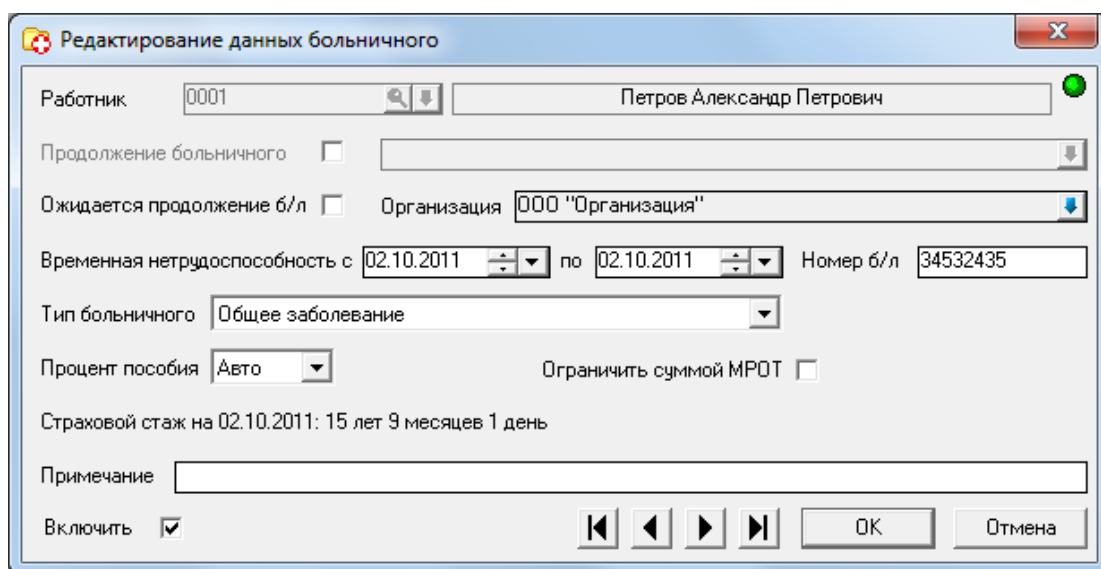 Редактирование данных больничного
Работник 0001 Петров Александр Петрович
Продолжение больничного
Ожидается продолжение б/л Организация ООО "Организация"
Временная нетрудоспособность с 02.10.2011 по 02.10.2011 Номер б/л 34532435
Тип больничного Общее заболевание
Процент пособия Авто Ограничить суммой МРОТ
Страховой стаж на 02.10.2011: 15 лет 9 месяцев 1 день
Примечание
Включить OK Отмена